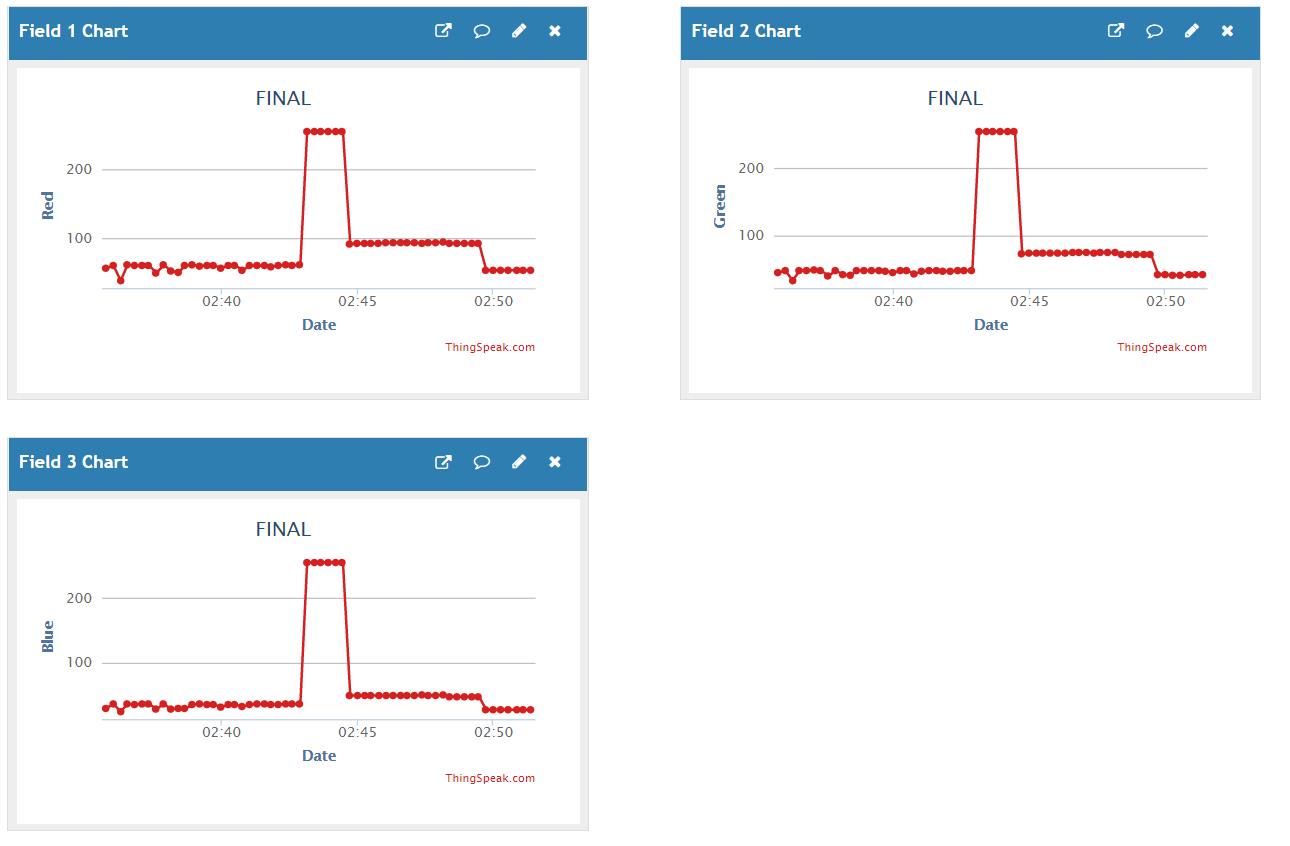 Field 1 Chart
FINAL
200
100
Red
02:40 02:45 02:50
Date
ThingSpeak.com
Field 2 Chart
FINAL
200
100
Green
02:40 02:45 02:50
Date
ThingSpeak.com
Field 3 Chart
FINAL
200
100
Blue
02:40 02:45 02:50
Date
ThingSpeak.com